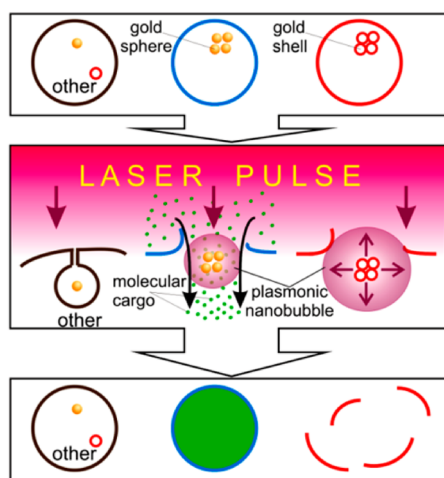 gold
sphere
gold
shell
other
LASER PULSE
molecular
cargo
plasmonic
nanobubble
other
other